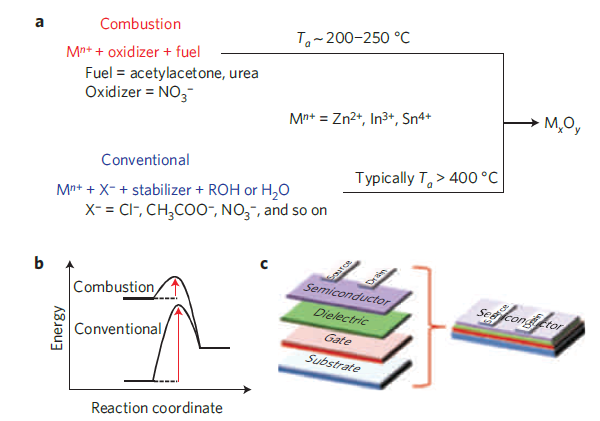 a
Combustion
Mⁿ⁺ + oxidizer + fuel
Fuel = acetylacetone, urea
Oxidizer = NO₃⁻
Tₐ ~ 200–250 °C
Mⁿ⁺ = Zn²⁺, In³⁺, Sn⁴⁺
MₓOᵧ
Conventional
Mⁿ⁺ + X⁻ + stabilizer + ROH or H₂O
X⁻ = Cl⁻, CH₃COO⁻, NO₃⁻, and so on
Typically Tₐ > 400 °C
b
Energy
Combustion
Conventional
Reaction coordinate
c
Source
Drain
Semiconductor
Dielectric
Gate
Substrate
Source
Drain
Semiconductor